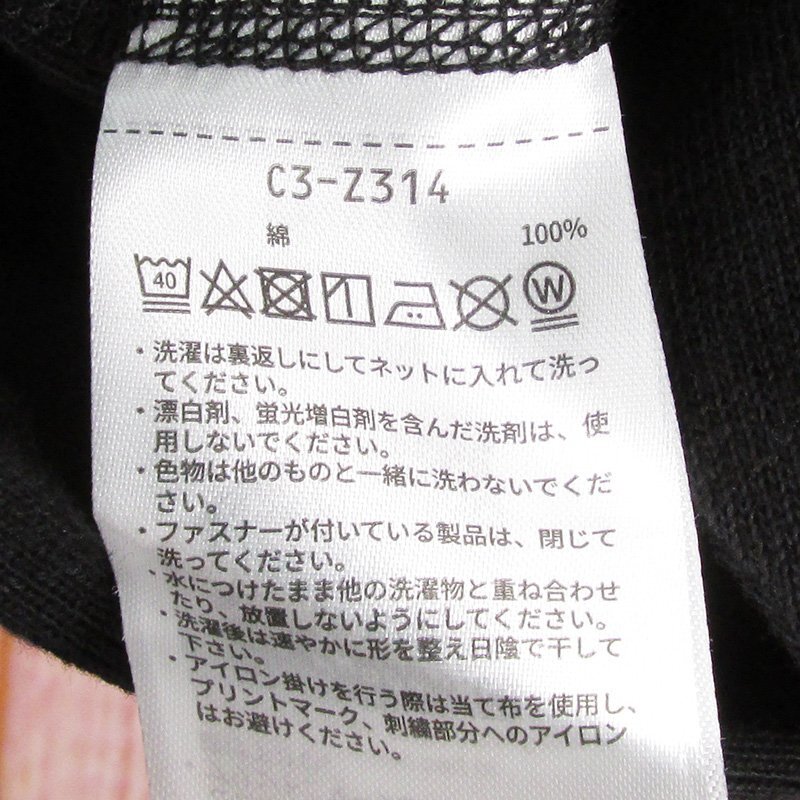 C3-Z314
綿 100%
40 W
・洗濯は裏返しにしてネットに入れて洗っ
てください。
・漂白剤、蛍光増白剤を含んだ洗剤は、使
用しないでください。
・色物は他のものと一緒に洗わないでくだ
さい。
・ファスナーが付いている製品は、閉じて
洗ってください。
・水につけたまま他の洗濯物と重ね合わせ
たり、放置しないようにしてください。
・洗濯後は速やかに形を整え日陰で干して
下さい。
・アイロン掛けを行う際は当て布を使用し、
プリントマーク、刺繍部分へのアイロン
はお避けください。